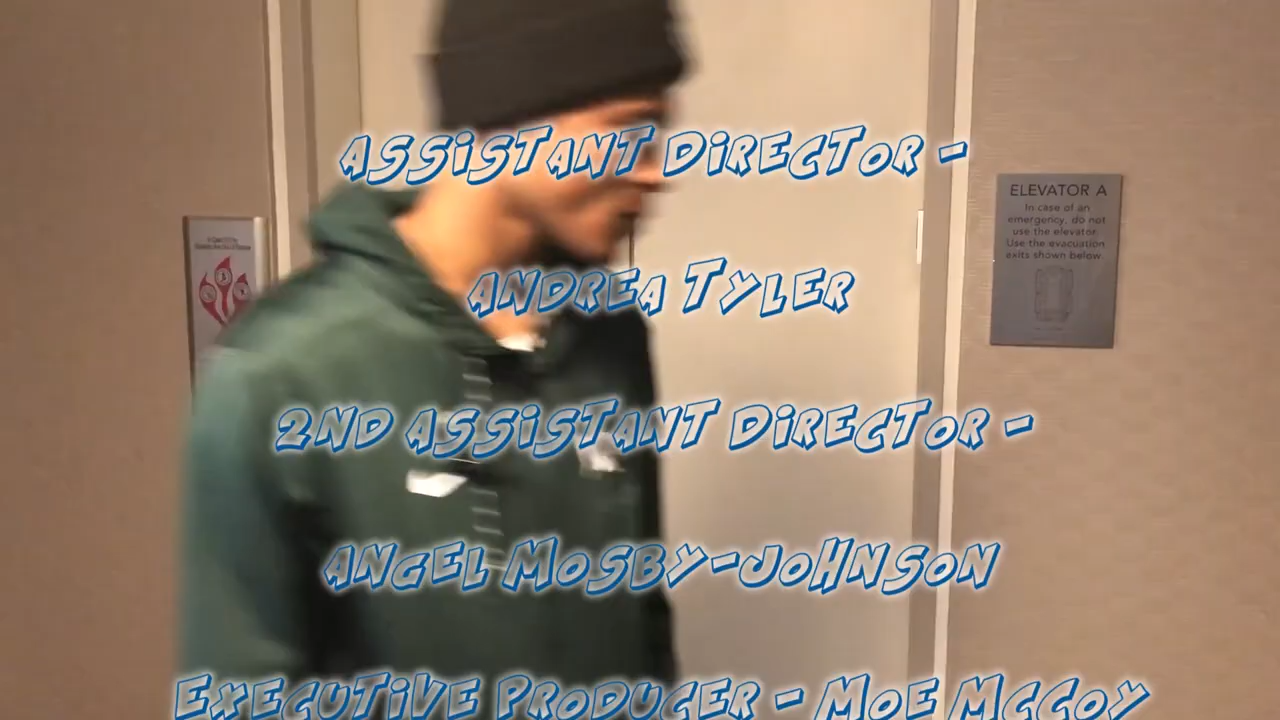 ASSISTANT DIRECTOR -
ANDREA TYLER
2ND ASSISTANT DIRECTOR -
ANGEL MOSBY-JOHNSON
EXECUTIVE PRODUCER - MOE MCCOY
ELEVATOR A
In case of an
emergency, do not
use the elevator.
Use the evacuation
exits shown below.